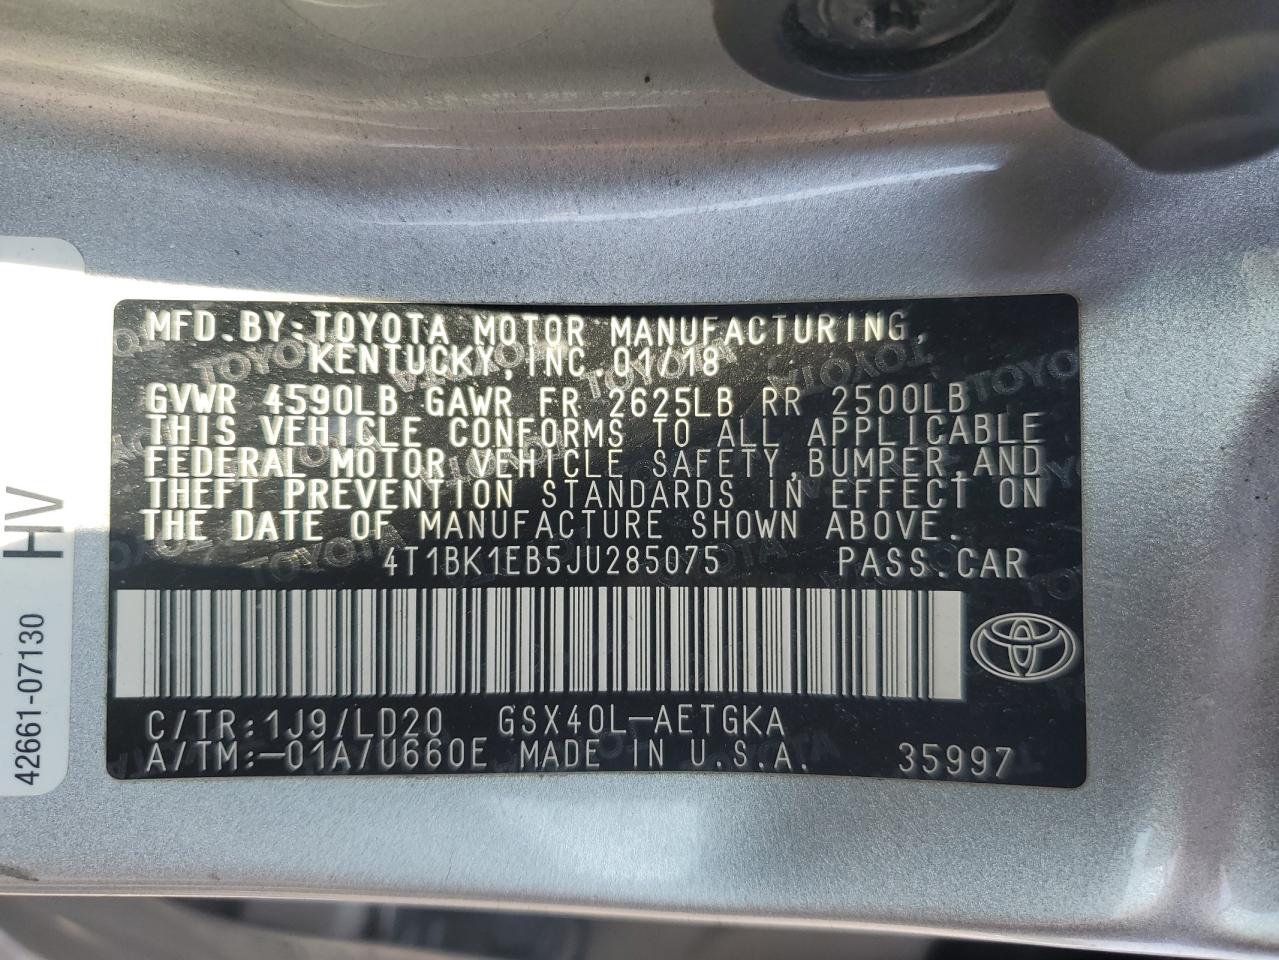 MFD.BY:TOYOTA MOTOR MANUFACTURING,
KENTUCKY,INC.01/18
GVWR 4590LB GAWR FR 2625LB RR 2500LB
THIS VEHICLE CONFORMS TO ALL APPLICABLE
FEDERAL MOTOR VEHICLE SAFETY,BUMPER,AND
THEFT PREVENTION STANDARDS IN EFFECT ON
THE DATE OF MANUFACTURE SHOWN ABOVE.
4T1BK1EB5JU285075 PASS.CAR
C/TR:1J9/LD20 GSX40L-AETGKA
A/TM:-01A/U660E MADE IN U.S.A. 35997
42661-07130 HV